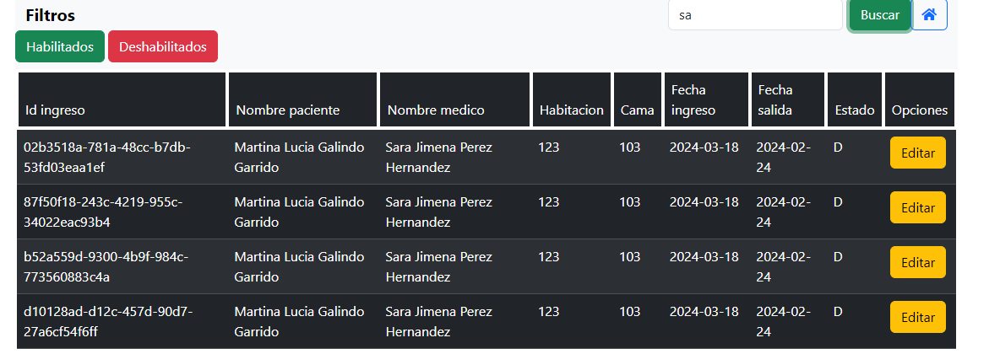 Filtros
sa
Buscar
Habilitados
Deshabilitados
Id ingreso
Nombre paciente
Nombre medico
Habitacion
Cama
Fecha
ingreso
Fecha
salida
Estado
Opciones
02b3518a-781a-48cc-b7db-
53fd03eaa1ef
Martina Lucia Galindo
Garrido
Sara Jimena Perez
Hernandez
123
103
2024-03-18
2024-02-
24
D
Editar
87f50f18-243c-4219-955c-
34022eac93b4
Martina Lucia Galindo
Garrido
Sara Jimena Perez
Hernandez
123
103
2024-03-18
2024-02-
24
D
Editar
b52a559d-9300-4b9f-984c-
773560883c4a
Martina Lucia Galindo
Garrido
Sara Jimena Perez
Hernandez
123
103
2024-03-18
2024-02-
24
D
Editar
d10128ad-d12c-457d-90d7-
27a6cf54f6ff
Martina Lucia Galindo
Garrido
Sara Jimena Perez
Hernandez
123
103
2024-03-18
2024-02-
24
D
Editar